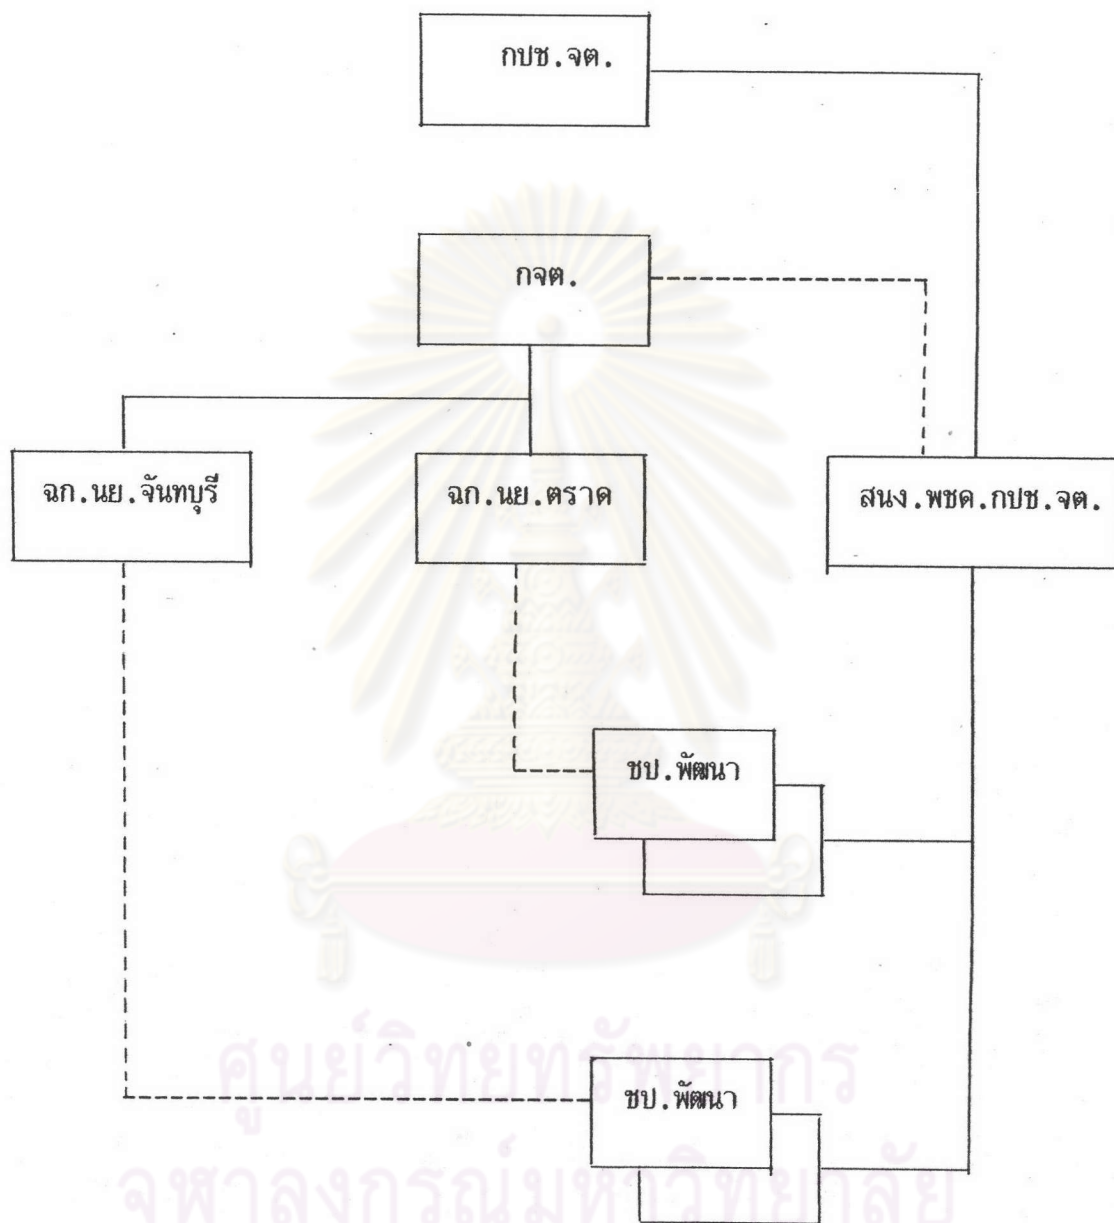 กปช.จต.
กจต.
ฉก.นย.จันทบุรี
ฉก.นย.ตราด
สนง.พชด.กปช.จต.
ชป.พัฒนา
ชป.พัฒนา
ศูนย์วิทยทรัพยากร
จุฬาลงกรณ์มหาวิทยาลัย